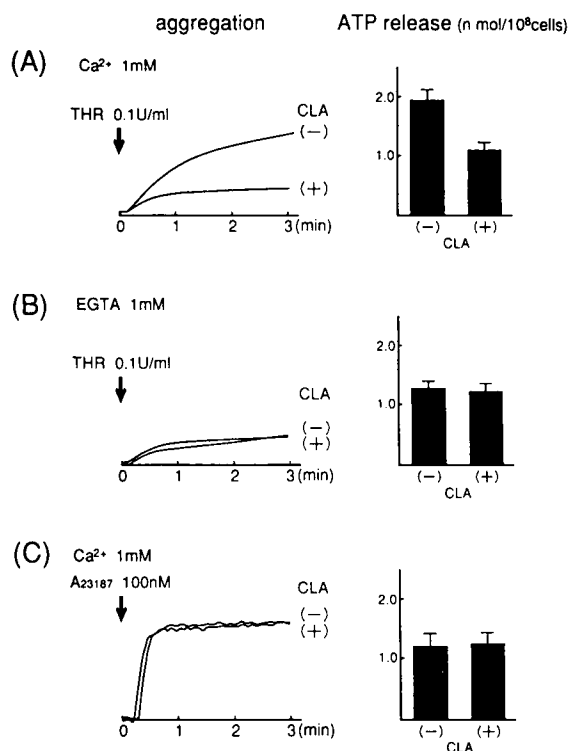 aggregation ATP release (n mol/10⁸cells)
(A) Ca²⁺ 1mM
THR 0.1U/ml
CLA
(−)
(+)
0 1 2 3 (min)
2.0
1.0
(−) (+)
CLA
(B) EGTA 1mM
THR 0.1U/ml
CLA
(−)
(+)
0 1 2 3 (min)
2.0
1.0
(−) (+)
CLA
(C) Ca²⁺ 1mM
A23187 100nM
CLA
(−)
(+)
0 1 2 3 (min)
2.0
1.0
(−) (+)
CLA